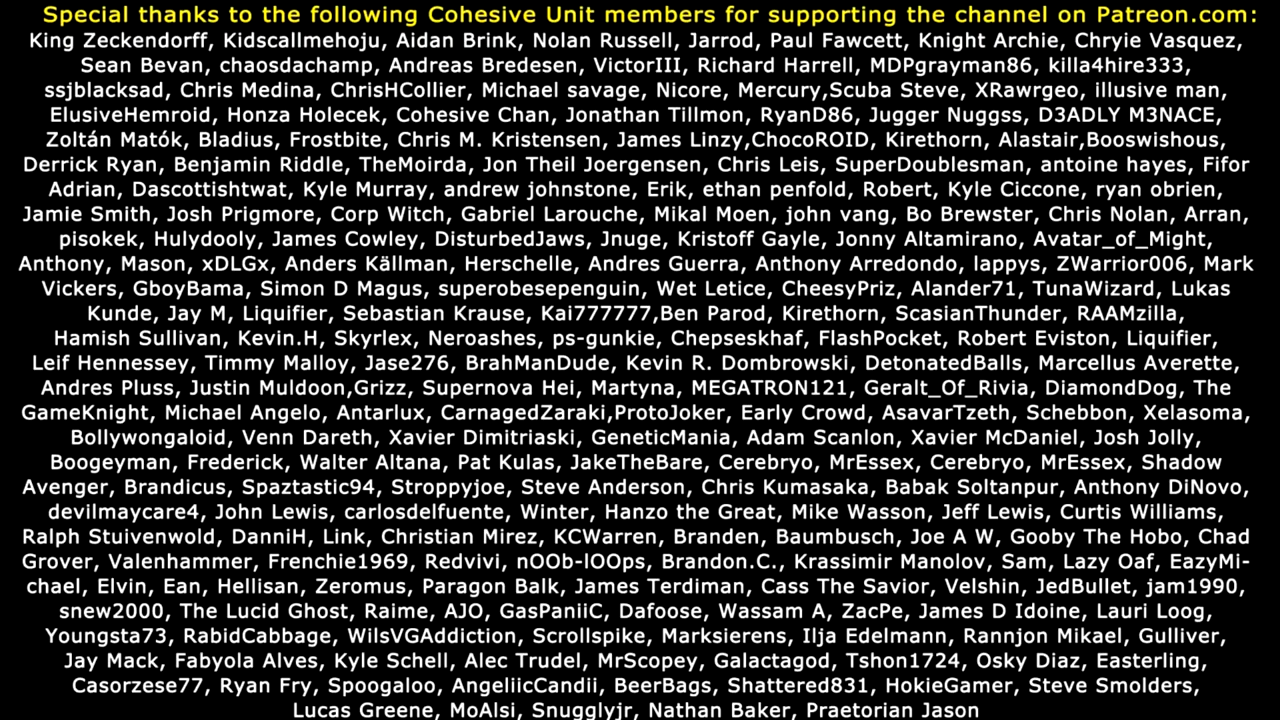 Special thanks to the following Cohesive Unit members for supporting the channel on Patreon.com:
King Zeckendorff, Kidscallmehoju, Aidan Brink, Nolan Russell, Jarrod, Paul Fawcett, Knight Archie, Chryie Vasquez,
Sean Bevan, chaosdachamp, Andreas Bredesen, VictorIII, Richard Harrell, MDPgrayman86, killa4hire333,
ssjblacksad, Chris Medina, ChrisHCollier, Michael savage, Nicore, Mercury,Scuba Steve, XRawrgeo, illusive man,
ElusiveHemroid, Honza Holecek, Cohesive Chan, Jonathan Tillmon, RyanD86, Jugger Nuggss, D3ADLY M3NACE,
Zoltán Matók, Bladius, Frostbite, Chris M. Kristensen, James Linzy,ChocoROID, Kirethorn, Alastair,Booswishous,
Derrick Ryan, Benjamin Riddle, TheMoirda, Jon Theil Joergensen, Chris Leis, SuperDoublesman, antoine hayes, Fifor
Adrian, Dascottishtwat, Kyle Murray, andrew johnstone, Erik, ethan penfold, Robert, Kyle Ciccone, ryan obrien,
Jamie Smith, Josh Prigmore, Corp Witch, Gabriel Larouche, Mikal Moen, john vang, Bo Brewster, Chris Nolan, Arran,
pisokek, Hulydooly, James Cowley, DisturbedJaws, Jnuge, Kristoff Gayle, Jonny Altamirano, Avatar_of_Might,
Anthony, Mason, xDLGx, Anders Källman, Herschelle, Andres Guerra, Anthony Arredondo, lappys, ZWarrior006, Mark
Vickers, GboyBama, Simon D Magus, superobesepenguin, Wet Letice, CheesyPriz, Alander71, TunaWizard, Lukas
Kunde, Jay M, Liquifier, Sebastian Krause, Kai777777,Ben Parod, Kirethorn, ScasianThunder, RAAMzilla,
Hamish Sullivan, Kevin.H, Skyrlex, Neroashes, ps-gunkie, Chepseskhaf, FlashPocket, Robert Eviston, Liquifier,
Leif Hennessey, Timmy Malloy, Jase276, BrahManDude, Kevin R. Dombrowski, DetonatedBalls, Marcellus Averette,
Andres Pluss, Justin Muldoon,Grizz, Supernova Hei, Martyna, MEGATRON121, Geralt_Of_Rivia, DiamondDog, The
GameKnight, Michael Angelo, Antarlux, CarnagedZaraki,ProtoJoker, Early Crowd, AsavarTzeth, Schebbon, Xelasoma,
Bollywongaloid, Venn Dareth, Xavier Dimitriaski, GeneticMania, Adam Scanlon, Xavier McDaniel, Josh Jolly,
Boogeyman, Frederick, Walter Altana, Pat Kulas, JakeTheBare, Cerebryo, MrEssex, Cerebryo, MrEssex, Shadow
Avenger, Brandicus, Spaztastic94, Stroppyjoe, Steve Anderson, Chris Kumasaka, Babak Soltanpur, Anthony DiNovo,
devilmaycare4, John Lewis, carlosdelfuente, Winter, Hanzo the Great, Mike Wasson, Jeff Lewis, Curtis Williams,
Ralph Stuivenwold, DanniH, Link, Christian Mirez, KCWarren, Branden, Baumbusch, Joe A W, Gooby The Hobo, Chad
Grover, Valenhammer, Frenchie1969, Redvivi, nOOb-lOOps, Brandon.C., Krassimir Manolov, Sam, Lazy Oaf, EazyMi-
chael, Elvin, Ean, Hellisan, Zeromus, Paragon Balk, James Terdiman, Cass The Savior, Velshin, JedBullet, jam1990,
snew2000, The Lucid Ghost, Raime, AJO, GasPaniiC, Dafoose, Wassam A, ZacPe, James D Idoine, Lauri Loog,
Youngsta73, RabidCabbage, WilsVGAddiction, Scrollspike, Marksierens, Ilja Edelmann, Rannjon Mikael, Gulliver,
Jay Mack, Fabyola Alves, Kyle Schell, Alec Trudel, MrScopey, Galactagod, Tshon1724, Osky Diaz, Easterling,
Casorzese77, Ryan Fry, Spoogaloo, AngeliicCandii, BeerBags, Shattered831, HokieGamer, Steve Smolders,
Lucas Greene, MoAlsi, Snugglyjr, Nathan Baker, Praetorian Jason